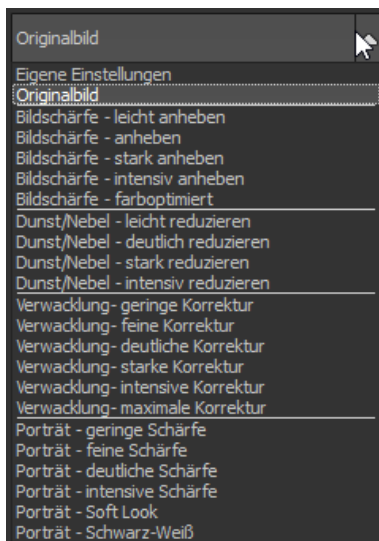 Originalbild
Eigene Einstellungen
Originalbild
Bildschärfe - leicht anheben
Bildschärfe - anheben
Bildschärfe - stark anheben
Bildschärfe - intensiv anheben
Bildschärfe - farboptimiert
Dunst/Nebel - leicht reduzieren
Dunst/Nebel - deutlich reduzieren
Dunst/Nebel - stark reduzieren
Dunst/Nebel - intensiv reduzieren
Verwacklung- geringe Korrektur
Verwacklung- feine Korrektur
Verwacklung- deutliche Korrektur
Verwacklung- starke Korrektur
Verwacklung- intensive Korrektur
Verwacklung- maximale Korrektur
Porträt - geringe Schärfe
Porträt - feine Schärfe
Porträt - deutliche Schärfe
Porträt - intensive Schärfe
Porträt - Soft Look
Porträt - Schwarz-Weiß